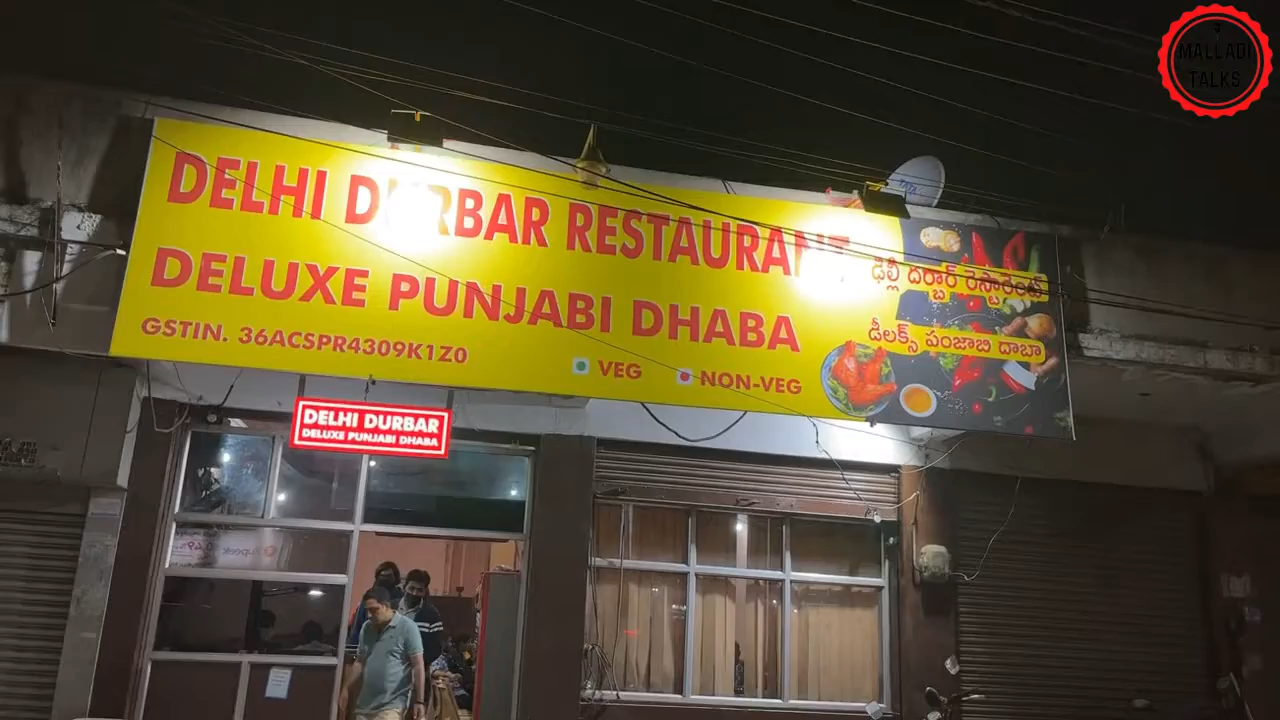 MALLADI
TALKS
DELHI DURBAR RESTAURANT
DELUXE PUNJABI DHABA
GSTIN. 36ACSPR4309K1Z0
VEG
NON-VEG
ఢిల్లీ దర్బార్ రెస్టారెంట్
డీలక్స్ పంజాబి దాబా
DELHI DURBAR
DELUXE PUNJABI DHABA